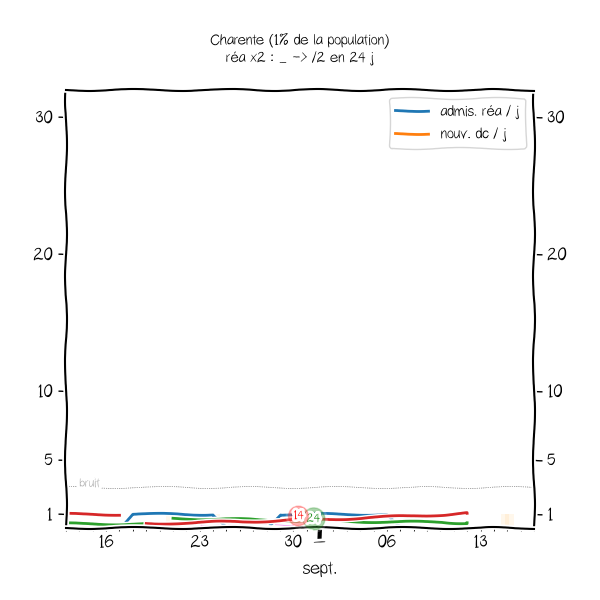 Charente (1% de la population)
réa x2 : _ -> /2 en 24 j
admis. réa / j
nouv. dc / j
30
30
20
20
10
10
5
5
bruit
1
1
14
24
16
23
30
06
13
sept.